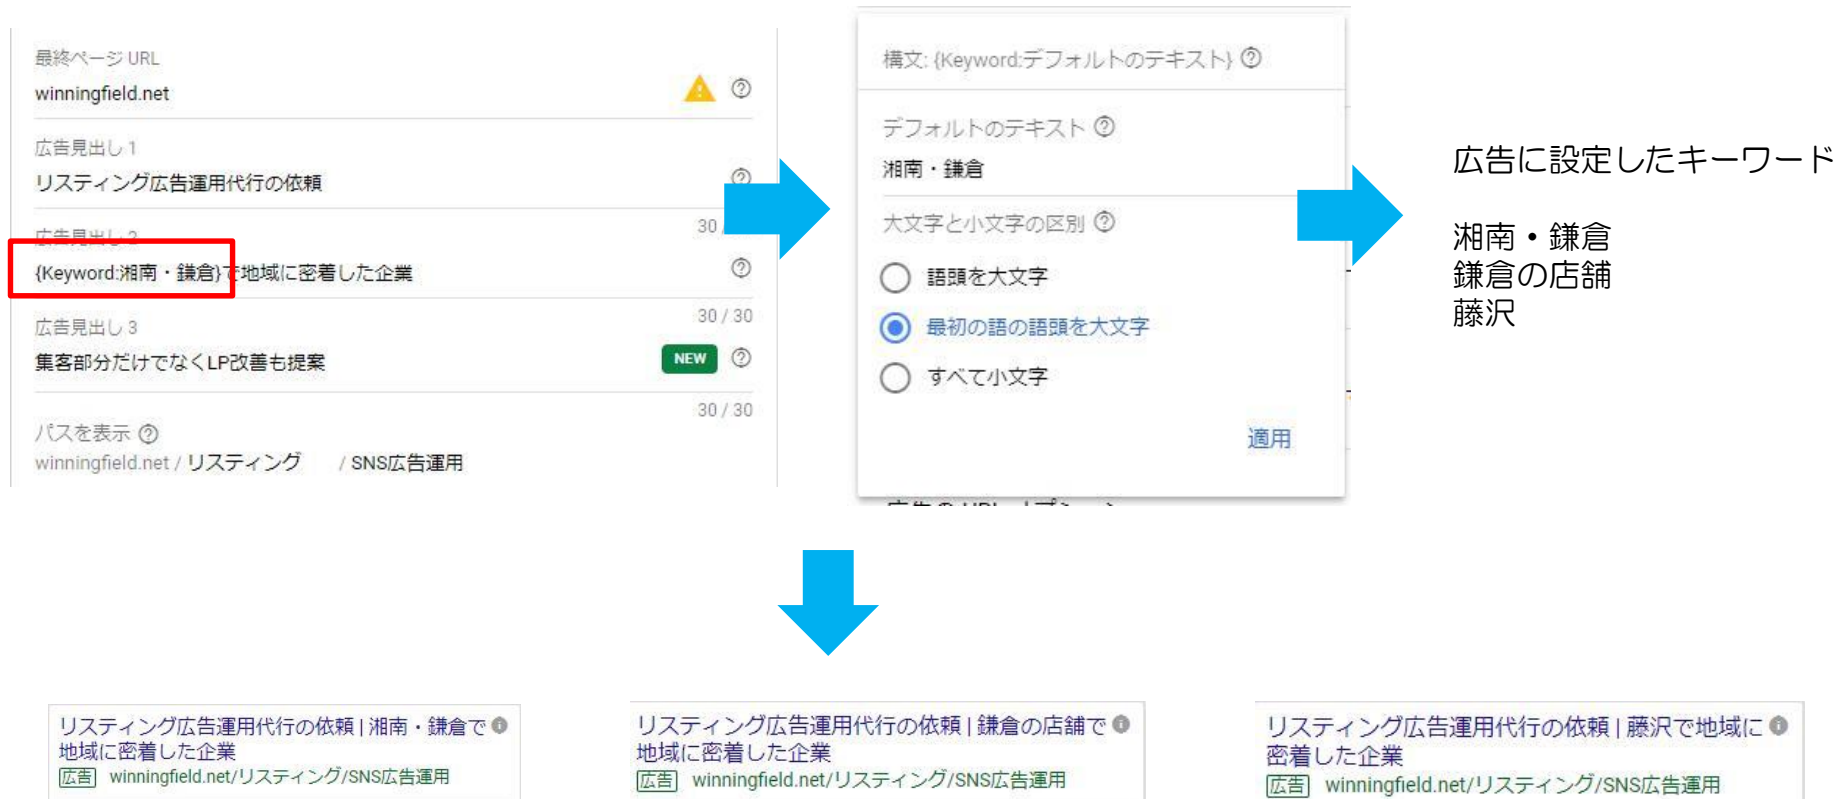 最終ページ URL
winningfield.net
広告見出し 1
リスティング広告運用代行の依頼
30 /
広告見出し 2
{Keyword:湘南・鎌倉}で地域に密着した企業
30 / 30
広告見出し 3
集客部分だけでなくLP改善も提案
NEW
30 / 30
パスを表示
winningfield.net / リスティング / SNS広告運用
構文: {Keyword:デフォルトのテキスト}
デフォルトのテキスト
湘南・鎌倉
大文字と小文字の区別
語頭を大文字
最初の語の語頭を大文字
すべて小文字
適用
広告に設定したキーワード
湘南・鎌倉
鎌倉の店舗
藤沢
リスティング広告運用代行の依頼 | 湘南・鎌倉で
地域に密着した企業
広告 winningfield.net/リスティング/SNS広告運用
リスティング広告運用代行の依頼 | 鎌倉の店舗で
地域に密着した企業
広告 winningfield.net/リスティング/SNS広告運用
リスティング広告運用代行の依頼 | 藤沢で地域に
密着した企業
広告 winningfield.net/リスティング/SNS広告運用